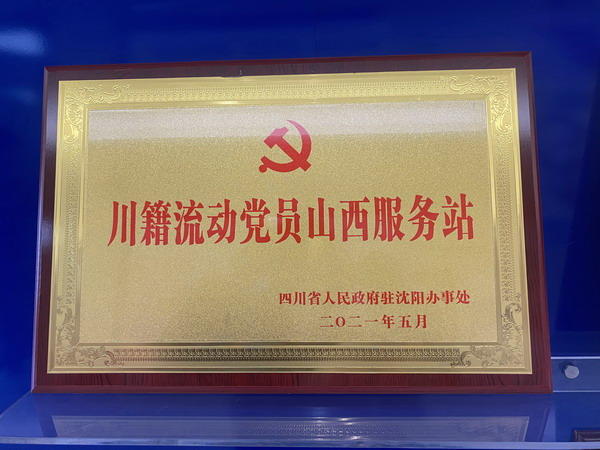 川籍流动党员山西服务站
四川省人民政府驻沈阳办事处
二〇二一年五月